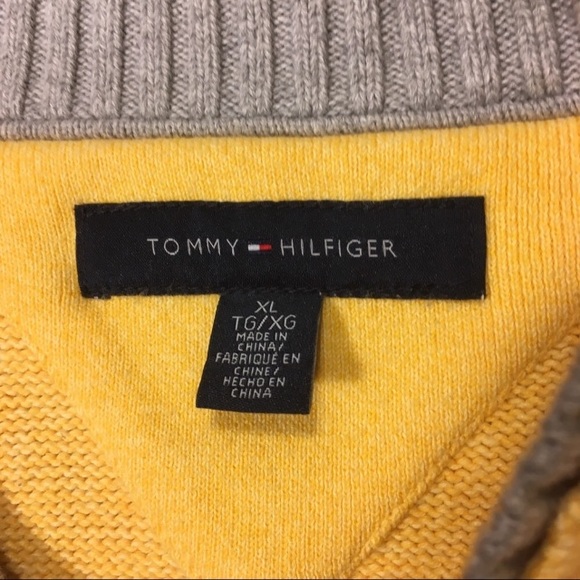 TOMMY HILFIGER
XL
TG/XG
MADE IN
CHINA/
FABRIQUÉ EN
CHINE/
HECHO EN
CHINA